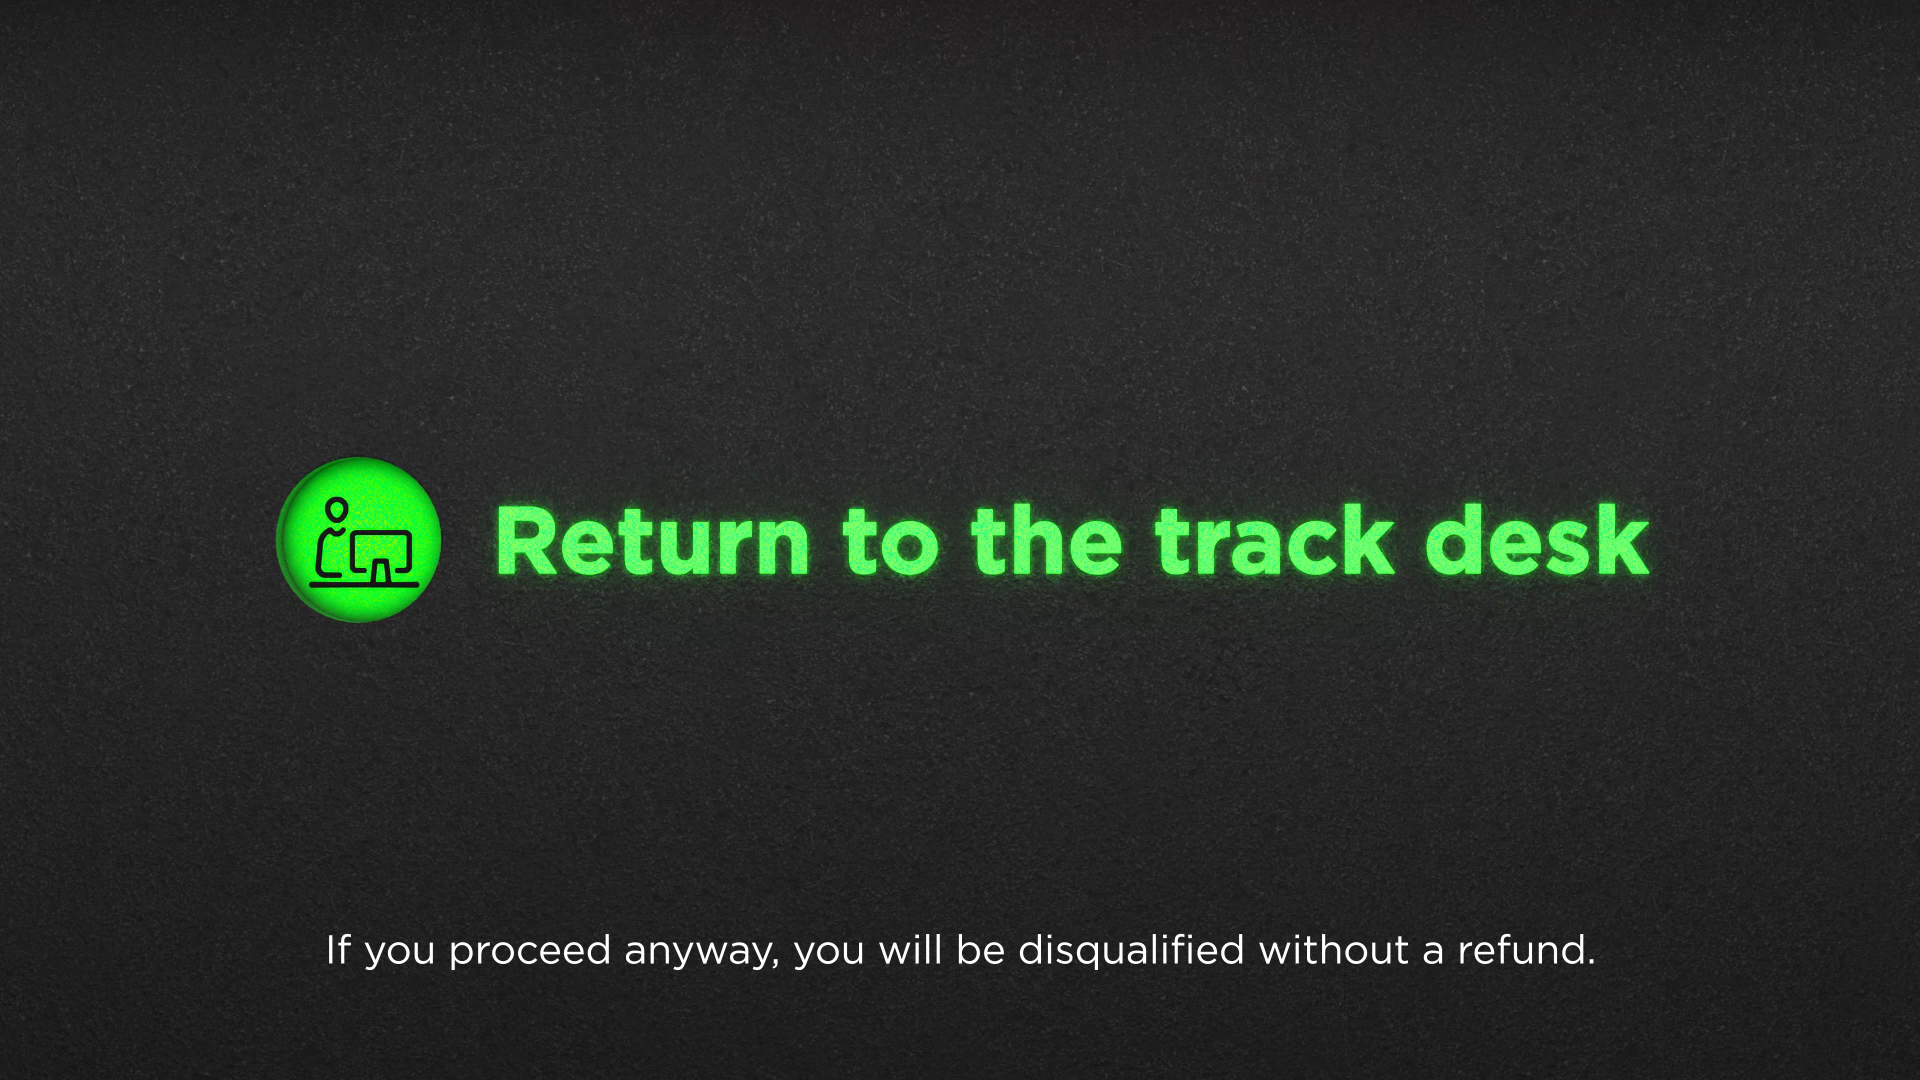 Return to the track desk
If you proceed anyway, you will be disqualified without a refund.